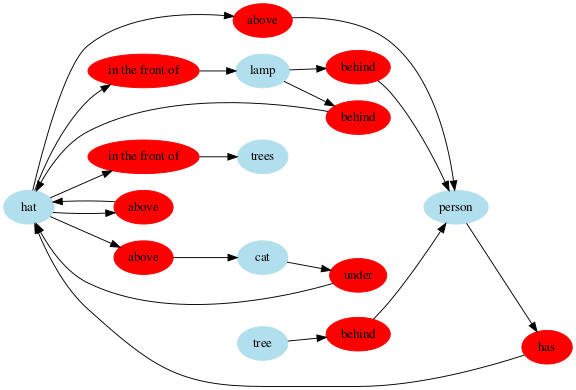 above
in the front of
lamp
behind
behind
in the front of
trees
hat
above
person
above
cat
under
tree
behind
has